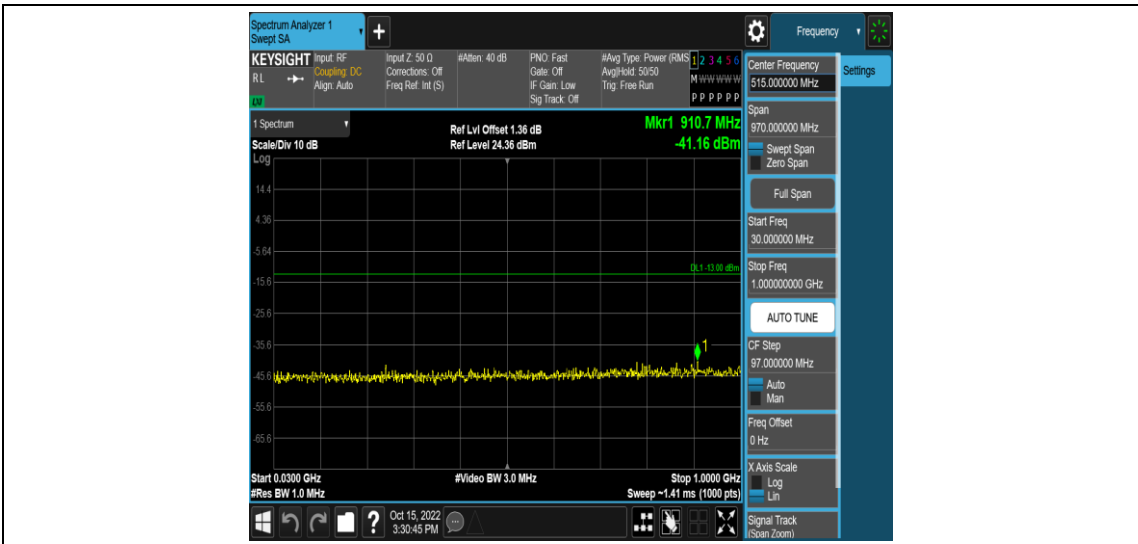 Spectrum Analyzer 1
Swept SA
+
Frequency
KEYSIGHT
RL
LXI
Input: RF
Coupling: DC
Align: Auto
Input Z: 50 Ω
Corrections: Off
Freq Ref: Int (S)
#Atten: 40 dB
PNO: Fast
Gate: Off
IF Gain: Low
Sig Track: Off
#Avg Type: Power (RMS
Avg|Hold: 50/50
Trig: Free Run
1 2 3 4 5 6
M W W W W W
P P P P P P
1 Spectrum
Scale/Div 10 dB
Log
Ref Lvl Offset 1.36 dB
Ref Level 24.36 dBm
Mkr1 910.7 MHz
-41.16 dBm
14.4
4.36
-5.64
DL1 -13.00 dBm
-15.6
-25.6
-35.6
1
-45.6
-55.6
-65.6
Start 0.0300 GHz
#Res BW 1.0 MHz
#Video BW 3.0 MHz
Stop 1.0000 GHz
Sweep ~1.41 ms (1000 pts)
?
Oct 15, 2022
3:30:45 PM
Center Frequency
515.000000 MHz
Settings
Span
970.000000 MHz
Swept Span
Zero Span
Full Span
Start Freq
30.000000 MHz
Stop Freq
1.000000000 GHz
AUTO TUNE
CF Step
97.000000 MHz
Auto
Man
Freq Offset
0 Hz
X Axis Scale
Log
Lin
Signal Track
(Span Zoom)